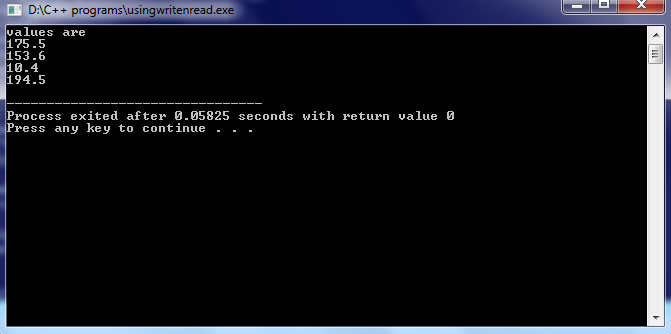 D:\C++ programs\usingwritenread.exe
values are
175.5
153.6
10.4
194.5
--------------------------------
Process exited after 0.05825 seconds with return value 0
Press any key to continue . . .